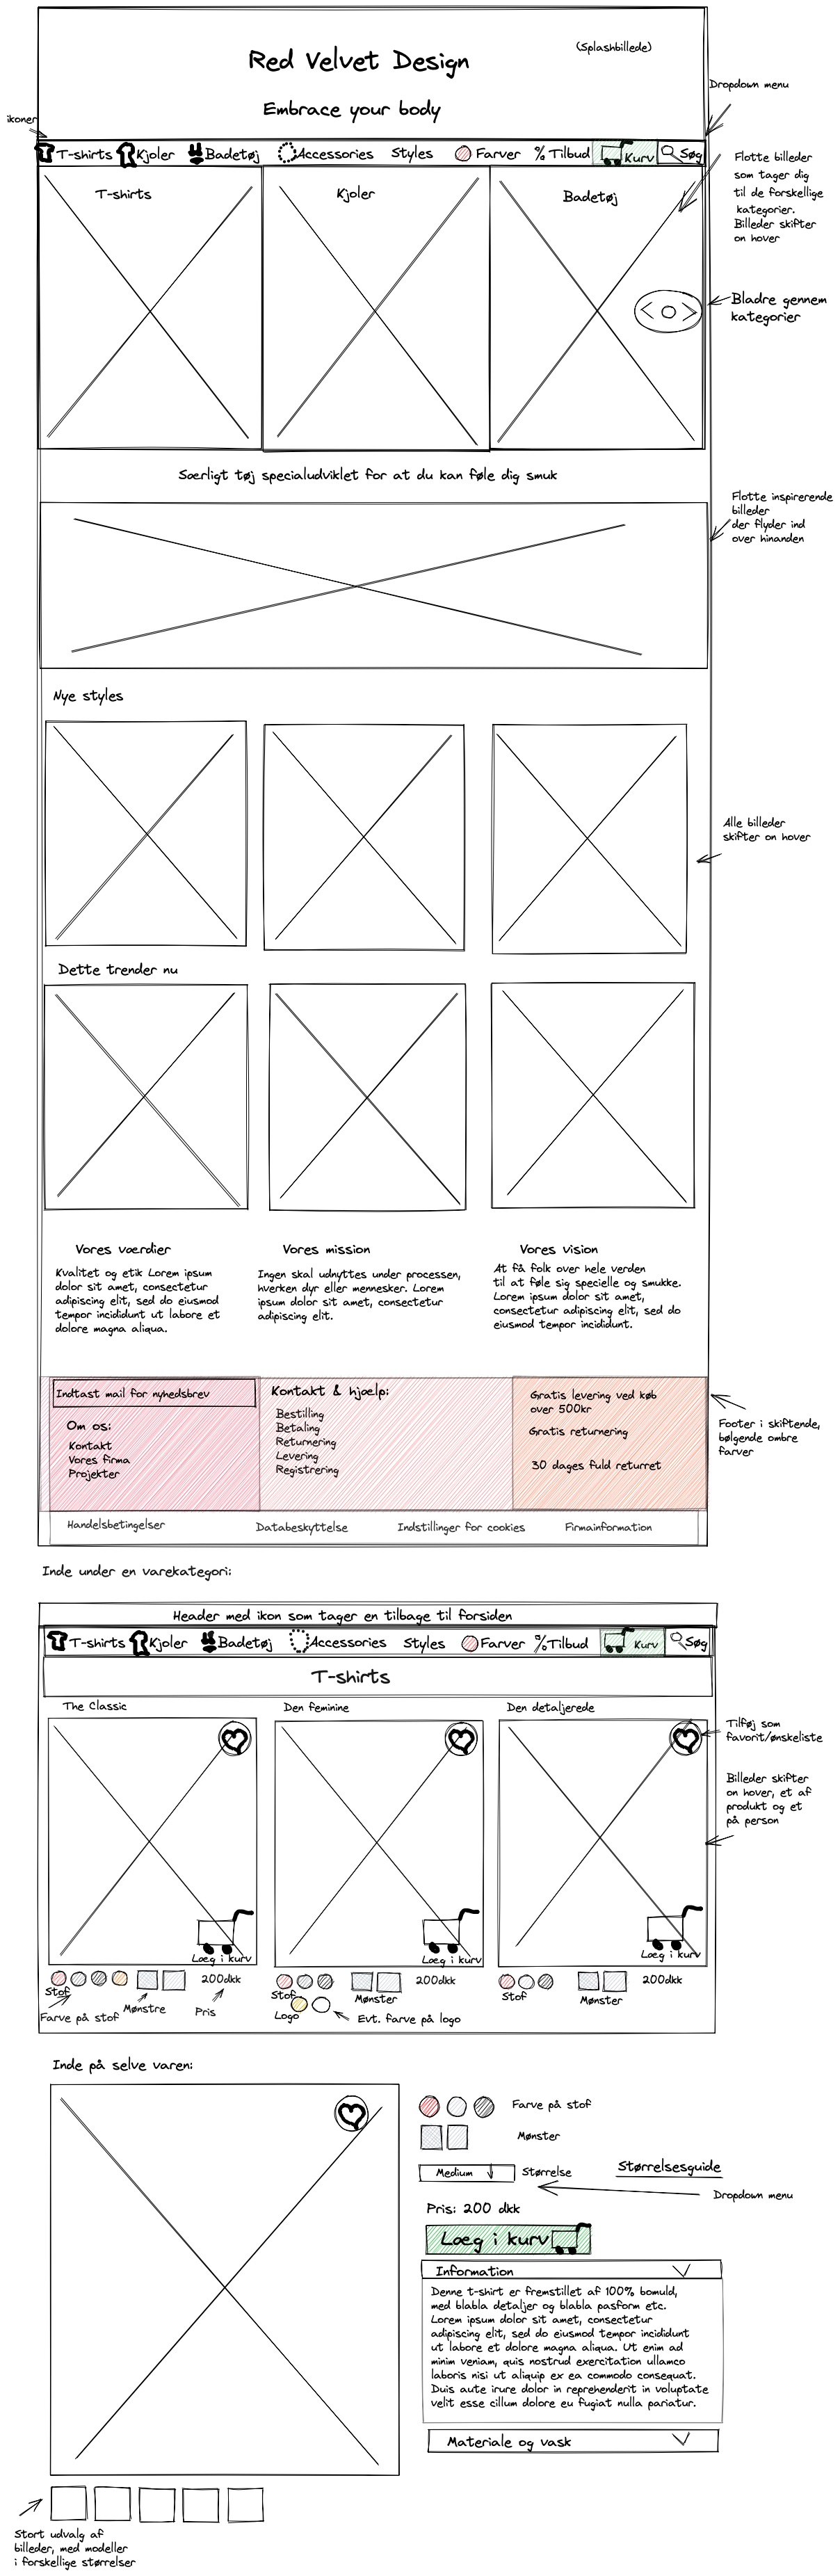 (Splashbillede)
Red Velvet Design
Embrace your body
Dropdown menu
ikoner
T-shirts Kjoler Badetøj Accessories Styles Farver % Tilbud Kurv Søg
Flotte billeder
som tager dig
til de forskellige
kategorier.
Billeder skifter
on hover
T-shirts
Kjoler
Badetøj
Bladre gennem
kategorier
Særligt tøj specialudviklet for at du kan føle dig smuk
Flotte inspirerende
billeder
der flyder ind
over hinanden
Nye styles
Alle billeder
skifter on hover
Dette trender nu
Vores værdier
Kvalitet og etik Lorem ipsum
dolor sit amet, consectetur
adipiscing elit, sed do eiusmod
tempor incididunt ut labore et
dolore magna aliqua.
Vores mission
Ingen skal udnyttes under processen,
hverken dyr eller mennesker. Lorem
ipsum dolor sit amet, consectetur
adipiscing elit.
Vores vision
At få folk over hele verden
til at føle sig specielle og smukke.
Lorem ipsum dolor sit amet,
consectetur adipiscing elit, sed do
eiusmod tempor incididunt.
Indtast mail for nyhedsbrev
Om os:
Kontakt
Vores firma
Projekter
Kontakt & hjælp:
Bestilling
Betaling
Returnering
Levering
Registrering
Gratis levering ved køb
over 500kr
Gratis returnering
30 dages fuld returret
Footer i skiftende,
bølgende ombre
farver
Handelsbetingelser
Databeskyttelse
Indstillinger for cookies
Firmainformation
Inde under en varekategori:
Header med ikon som tager en tilbage til forsiden
T-shirts Kjoler Badetøj Accessories Styles Farver % Tilbud Kurv Søg
T-shirts
The Classic
Den feminine
Den detaljerede
Tilføj som
favorit/ønskeliste
Billeder skifter
on hover, et af
produkt og et
på person
Læg i kurv
Læg i kurv
Læg i kurv
200dkk
Stof
Farve på stof
Mønstre
Pris
200dkk
Stof
Mønster
Logo
Evt. farve på logo
200dkk
Stof
Mønster
Inde på selve varen:
Farve på stof
Mønster
Medium
Størrelse
Størrelsesguide
Dropdown menu
Pris: 200 dkk
Læg i kurv
Information
Denne t-shirt er fremstillet af 100% bomuld,
med blabla detaljer og blabla pasform etc.
Lorem ipsum dolor sit amet, consectetur
adipiscing elit, sed do eiusmod tempor incididunt
ut labore et dolore magna aliqua. Ut enim ad
minim veniam, quis nostrud exercitation ullamco
laboris nisi ut aliquip ex ea commodo consequat.
Duis aute irure dolor in reprehenderit in voluptate
velit esse cillum dolore eu fugiat nulla pariatur.
Materiale og vask
Stort udvalg af
billeder, med modeller
i forskellige størrelser